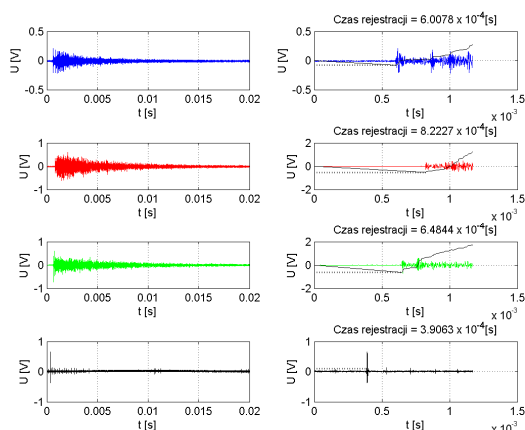 Czas rejestracji = 6.0078 x 10^-4[s]
0.5
0
-0.5
U [V]
0 0.005 0.01 0.015 0.02
t [s]
0.5
0
-0.5
U [V]
0 0.5 1 1.5
t [s]
x 10^-3
Czas rejestracji = 8.2227 x 10^-4[s]
1
0
-1
U [V]
0 0.005 0.01 0.015 0.02
t [s]
2
0
-2
U [V]
0 0.5 1 1.5
t [s]
x 10^-3
Czas rejestracji = 6.4844 x 10^-4[s]
1
0
-1
U [V]
0 0.005 0.01 0.015 0.02
t [s]
2
0
-2
U [V]
0 0.5 1 1.5
t [s]
x 10^-3
Czas rejestracji = 3.9063 x 10^-4[s]
1
0
-1
U [V]
0 0.005 0.01 0.015 0.02
t [s]
1
0
-1
U [V]
0 0.5 1 1.5
t [s]
x 10^-3